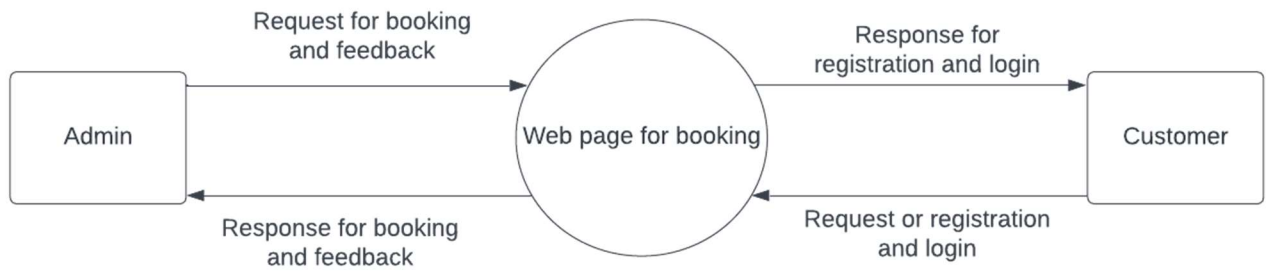 Request for booking
and feedback
Response for
registration and login
Admin
Web page for booking
Customer
Response for booking
and feedback
Request or registration
and login